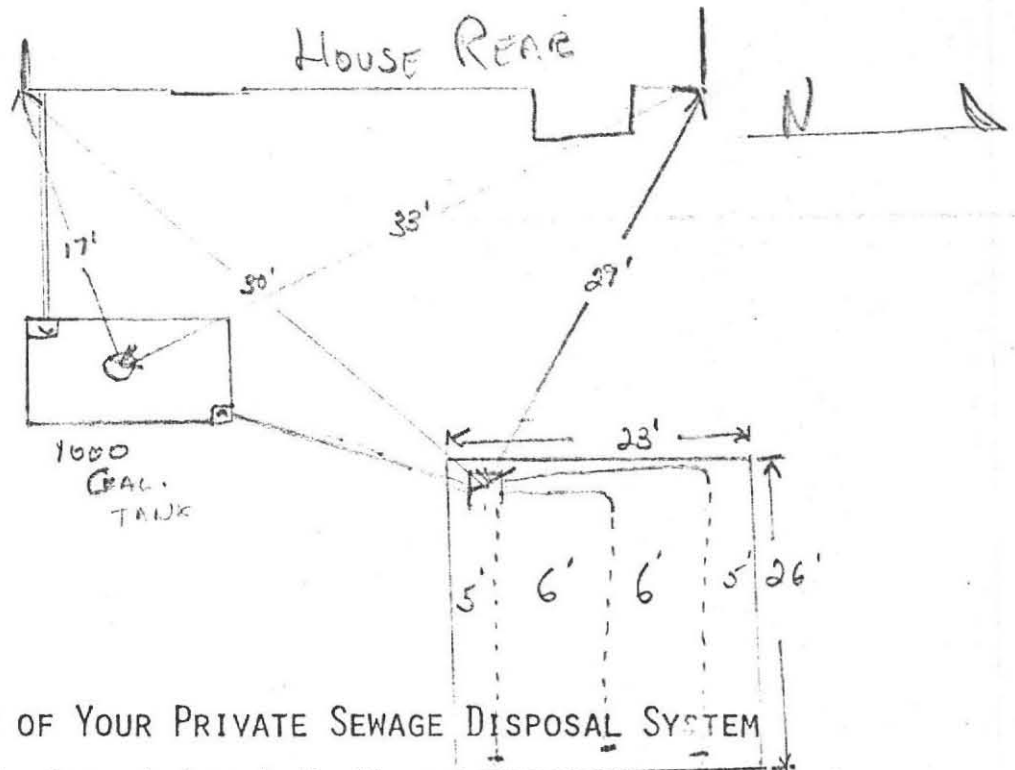 HOUSE REAR
N
17'
30'
33'
29'
1000
GAL.
TANK
23'
5' 6' 6' 5' 26'
OF YOUR PRIVATE SEWAGE DISPOSAL SYSTEM